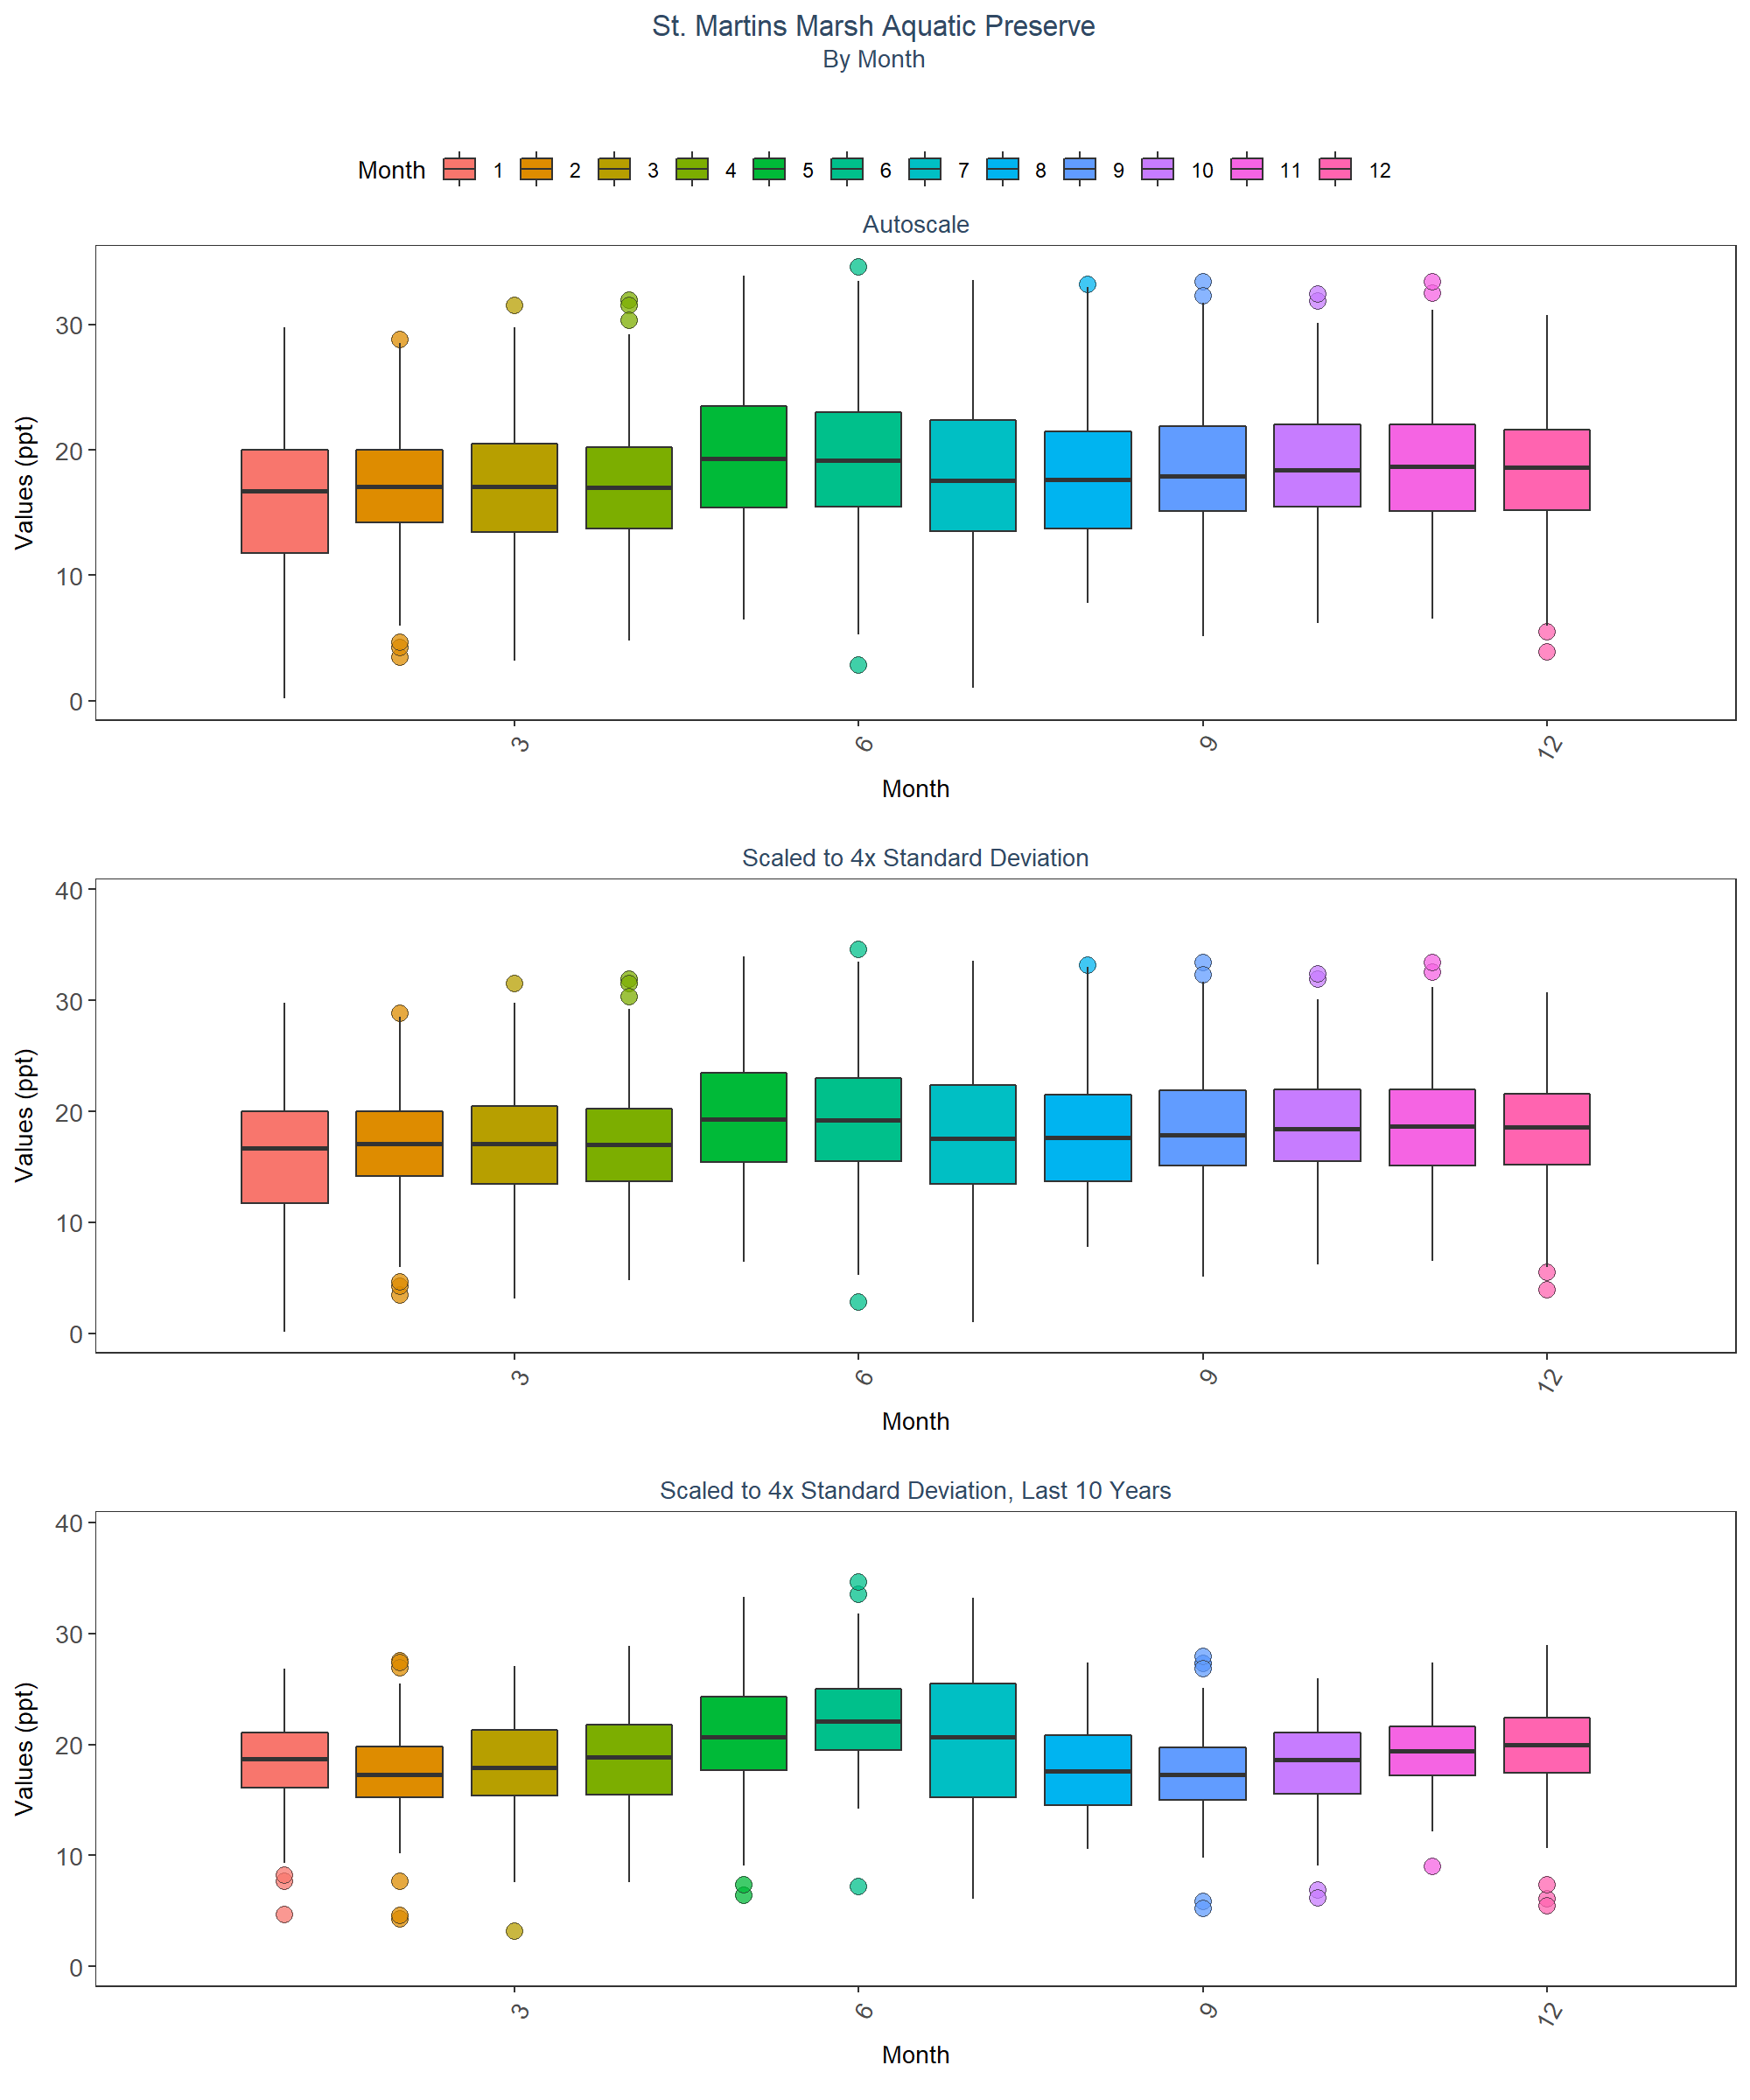 St. Martins Marsh Aquatic Preserve
By Month
Month 1 2 3 4 5 6 7 8 9 10 11 12
Autoscale
Values (ppt)
30
20
10
0
3 6 9 12
Month
Scaled to 4x Standard Deviation
Values (ppt)
40
30
20
10
0
3 6 9 12
Month
Scaled to 4x Standard Deviation, Last 10 Years
Values (ppt)
40
30
20
10
0
3 6 9 12
Month